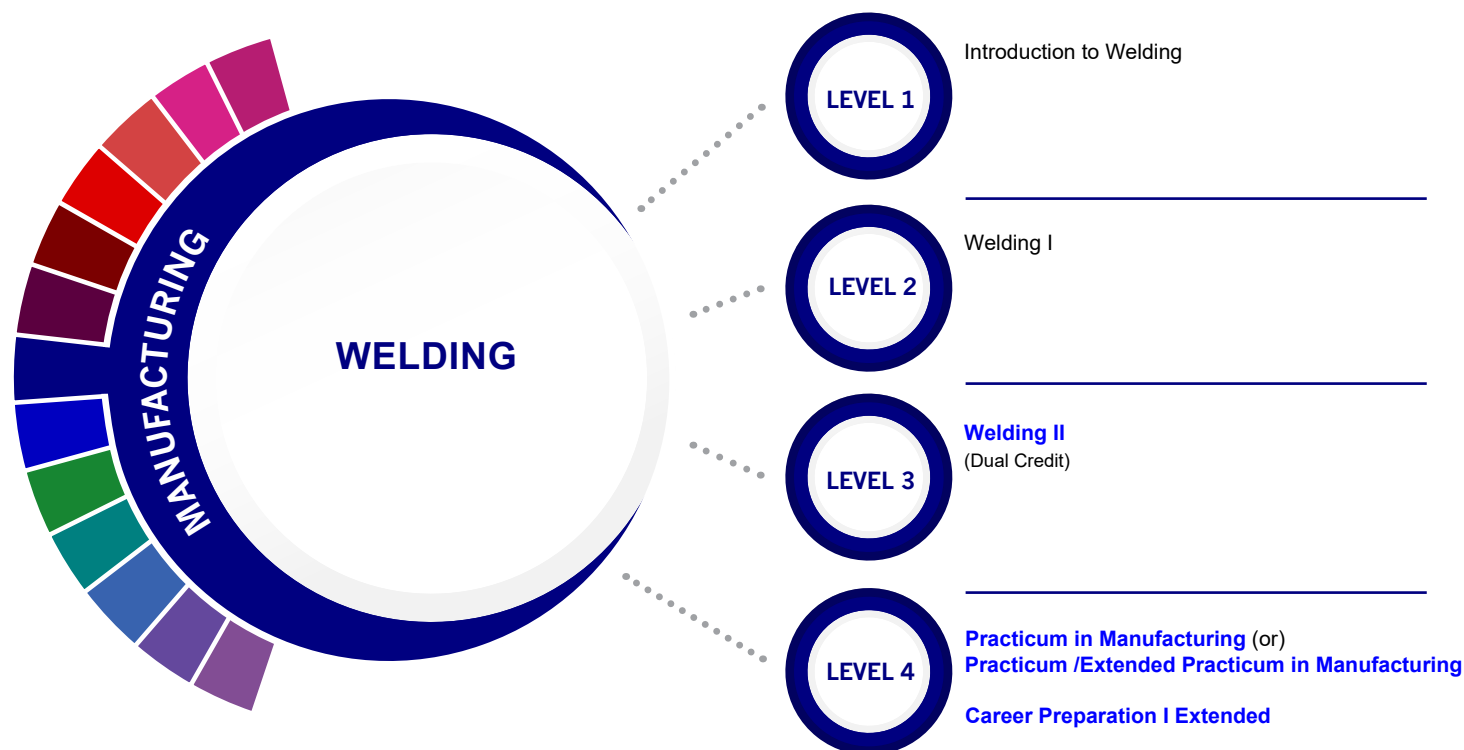 MANUFACTURING
WELDING
LEVEL 1
Introduction to Welding
LEVEL 2
Welding I
LEVEL 3
Welding II
(Dual Credit)
LEVEL 4
Practicum in Manufacturing (or)
Practicum /Extended Practicum in Manufacturing
Career Preparation I Extended